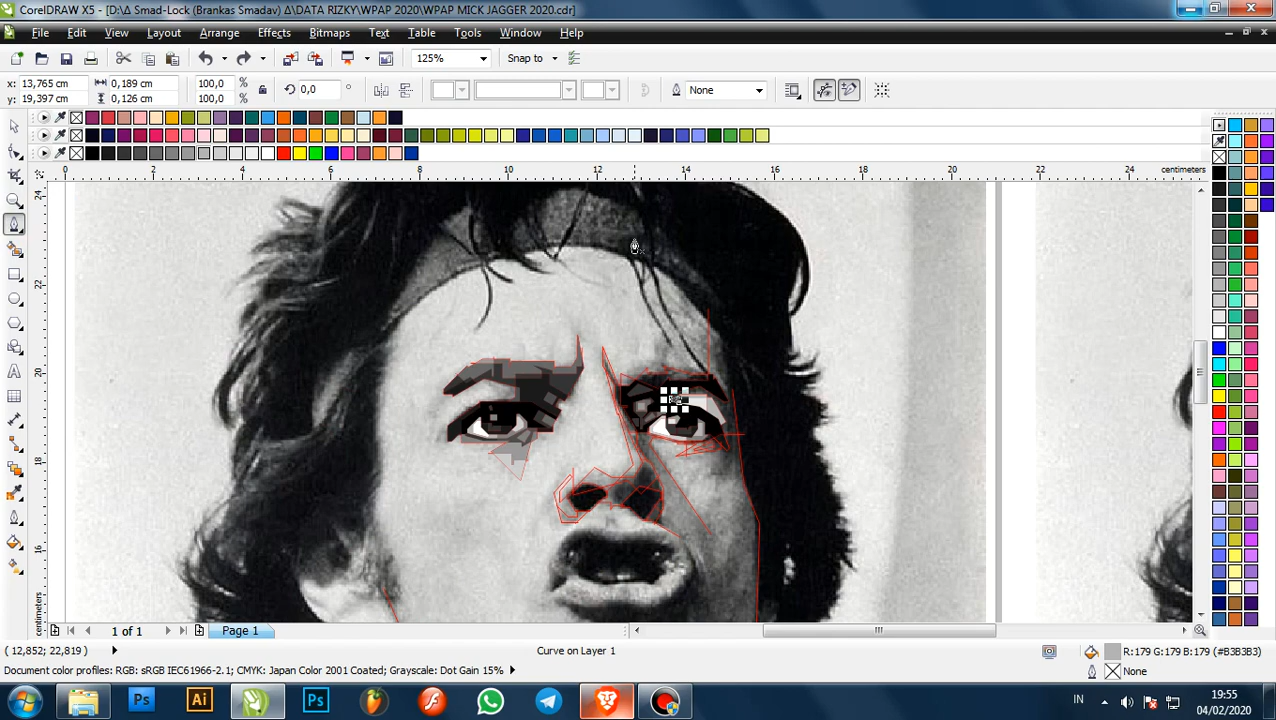 CorelDRAW X5 - [D:\Δ Smad-Lock (Brankas Smadav) Δ\DATA RIZKY\WPAP 2020\WPAP MICK JAGGER 2020.cdr]
File Edit View Layout Arrange Effects Bitmaps Text Table Tools Window Help
125% Snap to
x: 13,765 cm 0,189 cm 100,0 % 0,0 ° None
y: 19,397 cm 0,126 cm 100,0 %
0 2 4 6 8 10 12 14 16 18 20 22 24 centimeters
24
22
20
18
16
centimeters
1 of 1 Page 1
( 12,852; 22,819 ) Curve on Layer 1 R:179 G:179 B:179 (#B3B3B3)
Document color profiles: RGB: sRGB IEC61966-2.1; CMYK: Japan Color 2001 Coated; Grayscale: Dot Gain 15% None
Ps Ai Ps IN 19:55
04/02/2020